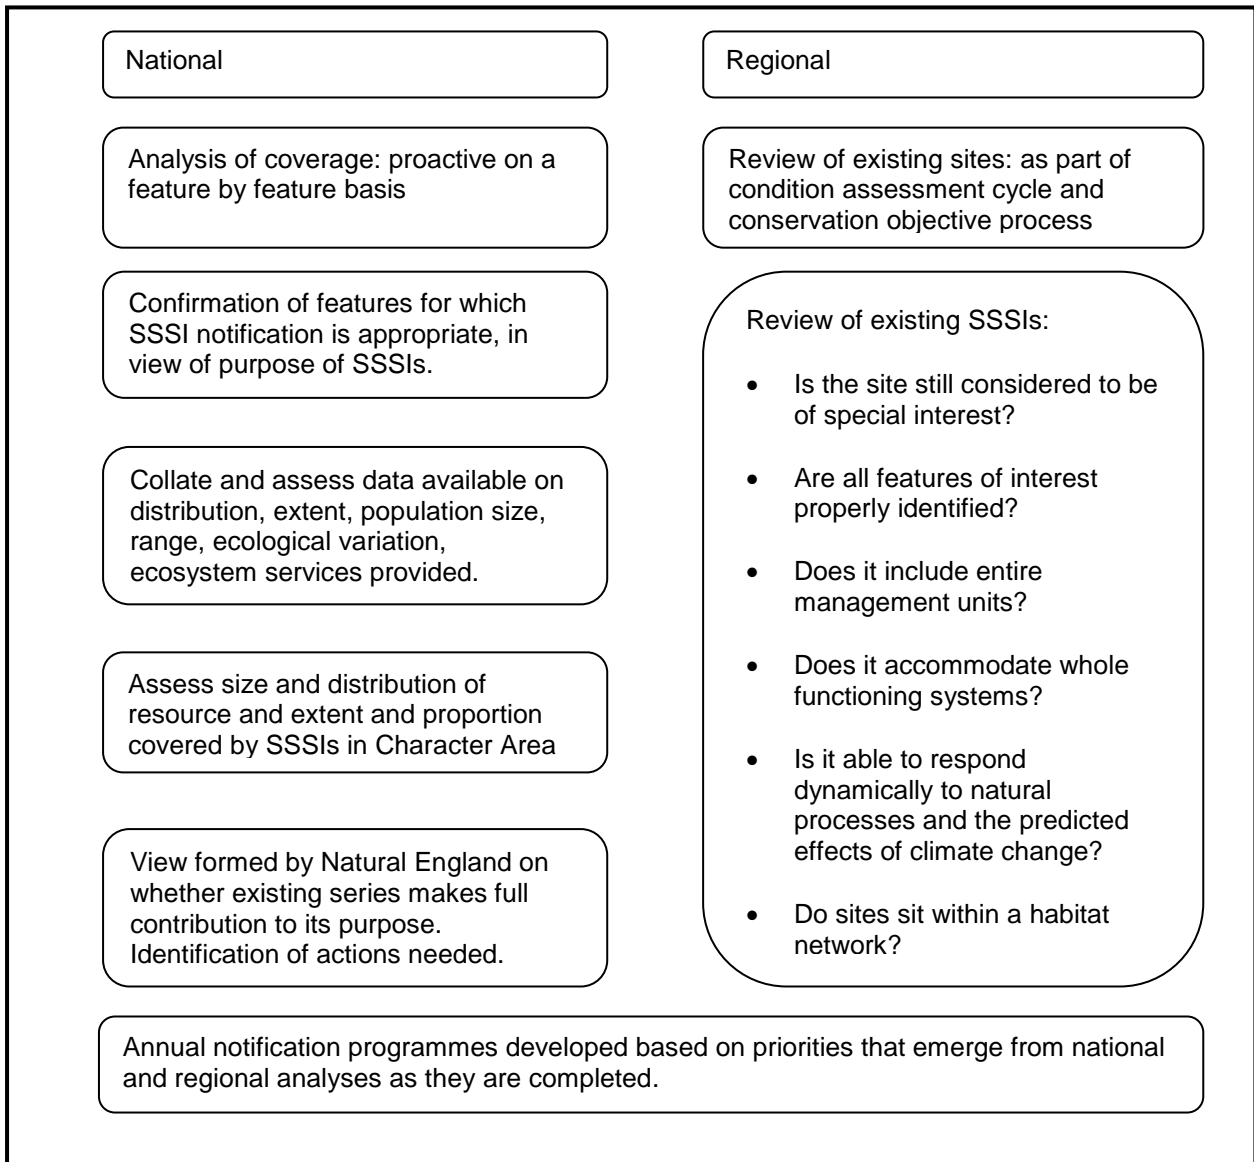 National
Analysis of coverage: proactive on a
feature by feature basis
Confirmation of features for which
SSSI notification is appropriate, in
view of purpose of SSSIs.
Collate and assess data available on
distribution, extent, population size,
range, ecological variation,
ecosystem services provided.
Assess size and distribution of
resource and extent and proportion
covered by SSSIs in Character Area
View formed by Natural England on
whether existing series makes full
contribution to its purpose.
Identification of actions needed.
Regional
Review of existing sites: as part of
condition assessment cycle and
conservation objective process
Review of existing SSSIs:
• Is the site still considered to be
of special interest?
• Are all features of interest
properly identified?
• Does it include entire
management units?
• Does it accommodate whole
functioning systems?
• Is it able to respond
dynamically to natural
processes and the predicted
effects of climate change?
• Do sites sit within a habitat
network?
Annual notification programmes developed based on priorities that emerge from national
and regional analyses as they are completed.